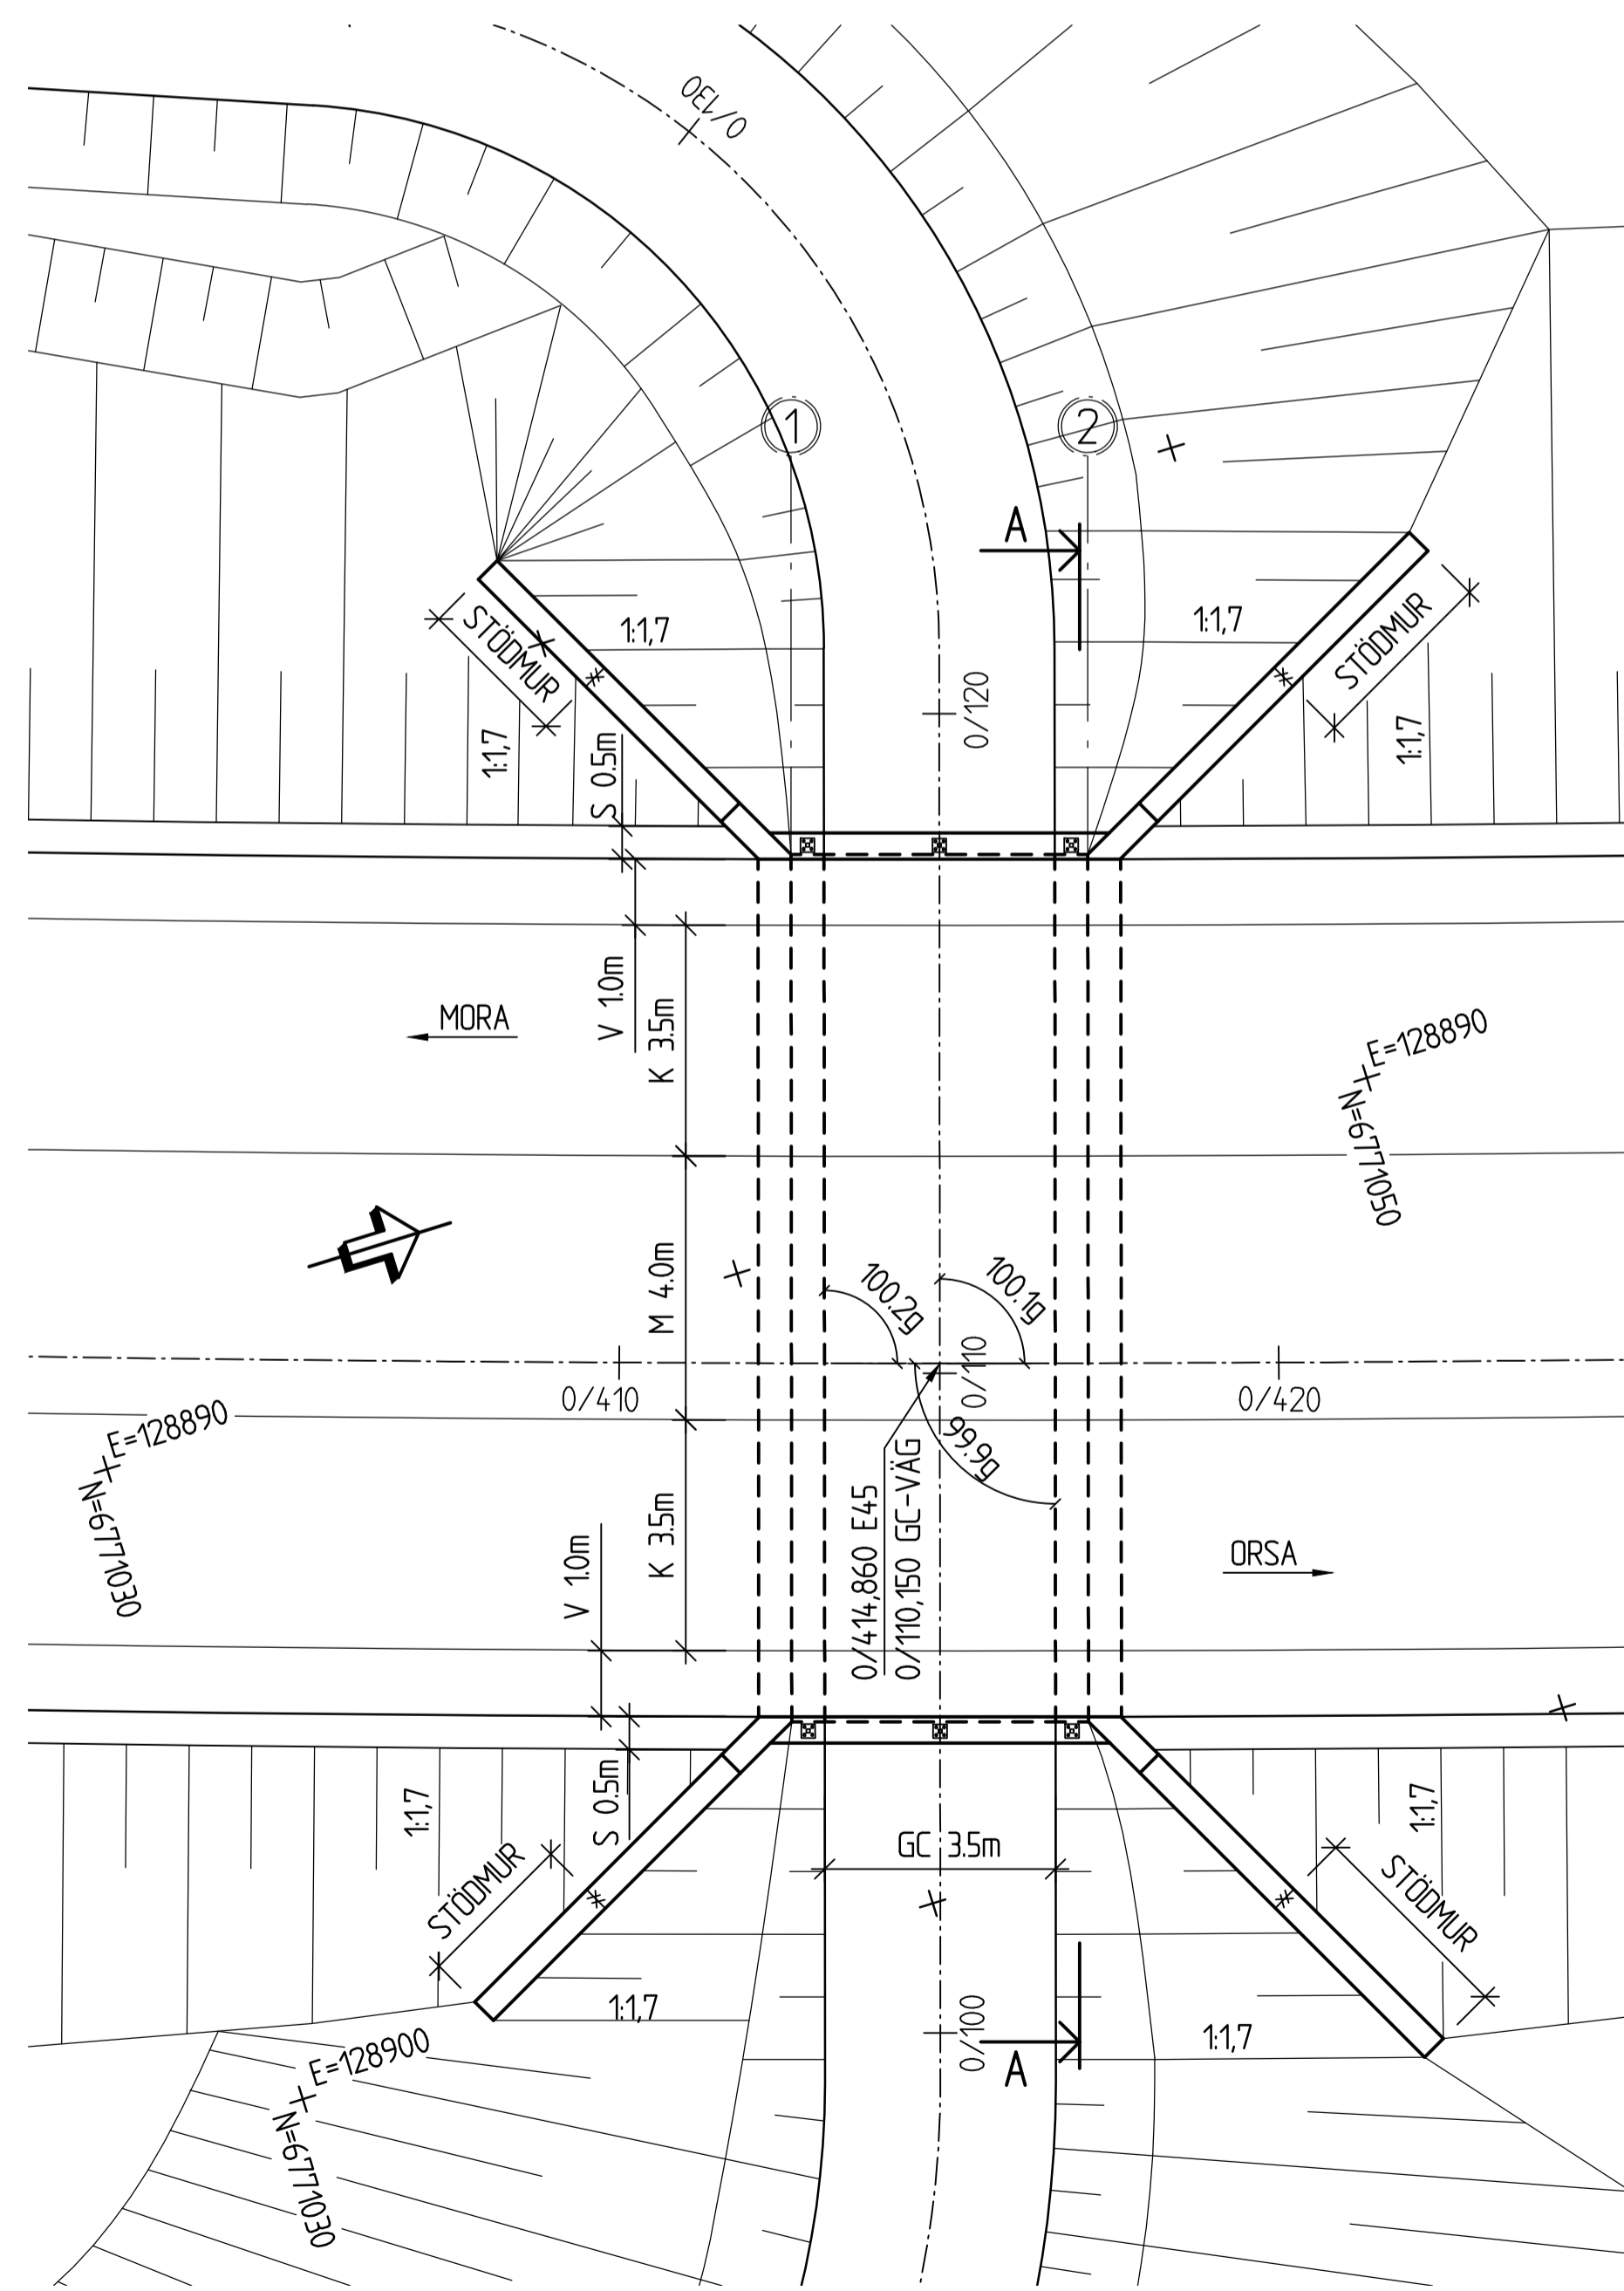 0/130
1
2
A
STÖDMUR
1:1,7
1:1,7
STÖDMUR
0/120
1:1,7
S 0.5m
1:1,7
V 1.0m
K 3.5m
MORA
E=128890
N=6771050
M 4.0m
100.2g
100.1g
0/110
0/410
0/420
E=128890
N=6771030
99.9g
0/414,860 E45
0/110,150 GC-VÄG
K 3.5m
V 1.0m
ORSA
S 0.5m
1:1,7
1:1,7
GC 3.5m
STÖDMUR
STÖDMUR
1:1,7
0/100
A
1:1,7
E=128900
N=6771030